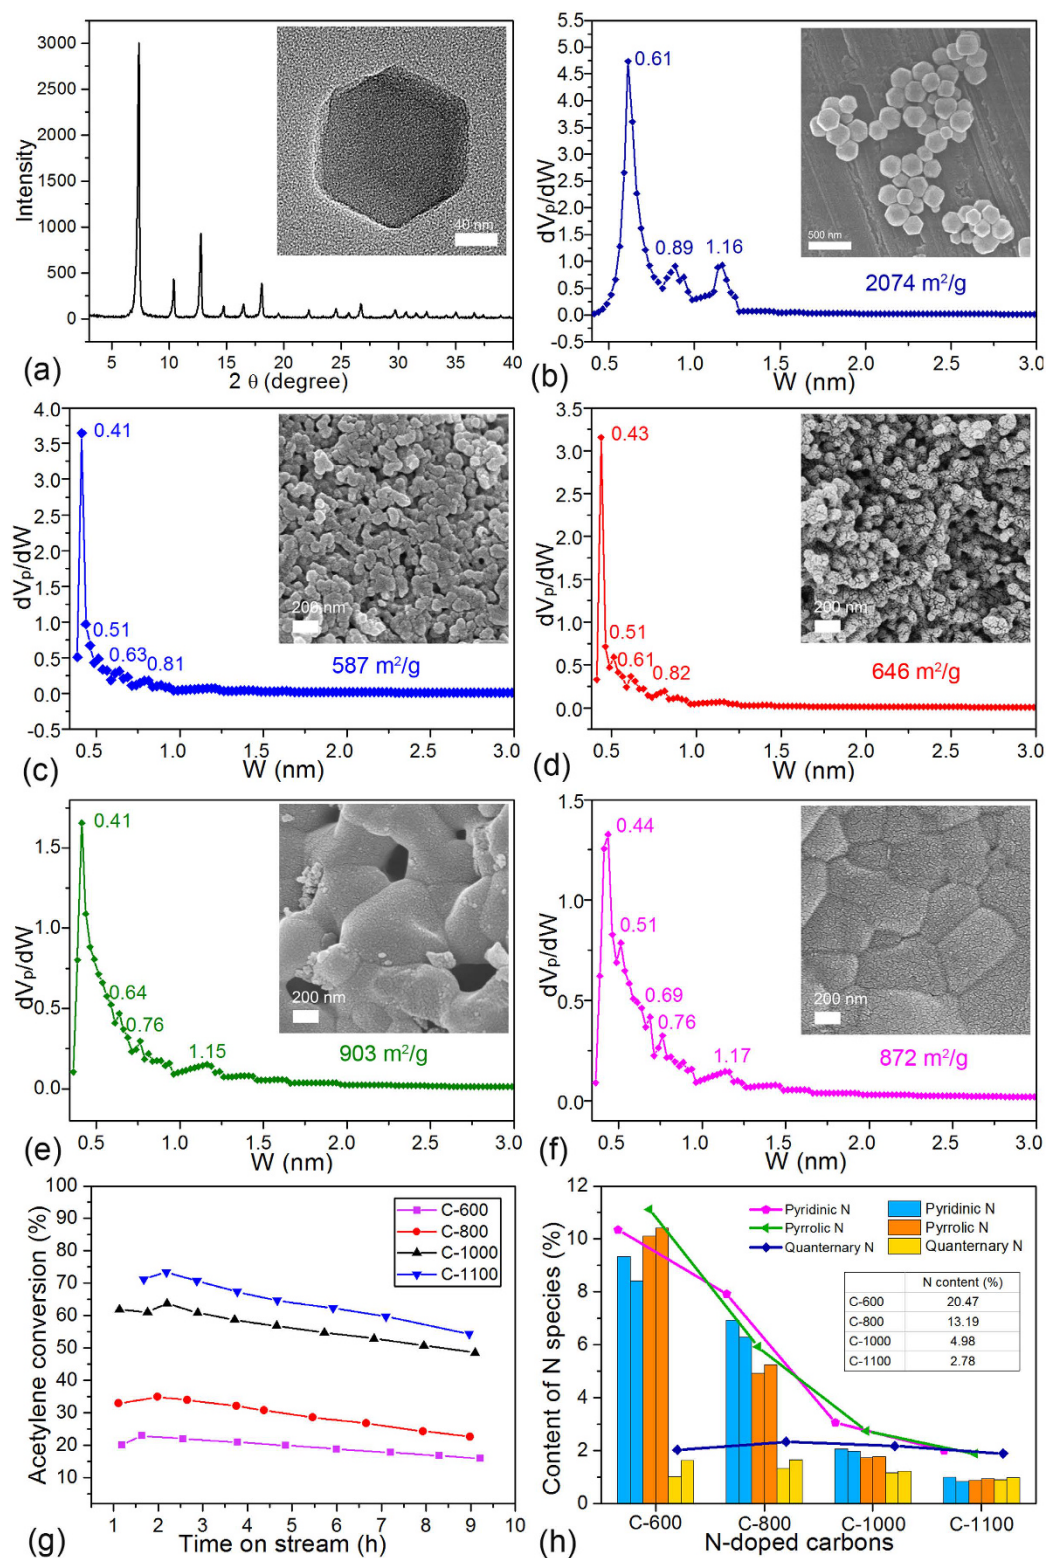 3000
2500
2000
1500
1000
500
0
Intensity
40 nm
5 10 15 20 25 30 35 40
2 θ (degree)
(a)
5.5
5.0
4.5
4.0
3.5
3.0
2.5
2.0
1.5
1.0
0.5
0.0
-0.5
dVp/dW
0.61
0.89
1.16
500 nm
2074 m²/g
0.5 1.0 1.5 2.0 2.5 3.0
W (nm)
(b)
4.0
3.5
3.0
2.5
2.0
1.5
1.0
0.5
0.0
-0.5
dVp/dW
0.41
0.51
0.63
0.81
200 nm
587 m²/g
0.5 1.0 1.5 2.0 2.5 3.0
W (nm)
(c)
3.5
3.0
2.5
2.0
1.5
1.0
0.5
0.0
dVp/dW
0.43
0.51
0.61
0.82
200 nm
646 m²/g
0.5 1.0 1.5 2.0 2.5 3.0
W (nm)
(d)
1.5
1.0
0.5
0.0
dVp/dW
0.41
0.64
0.76
1.15
200 nm
903 m²/g
0.5 1.0 1.5 2.0 2.5 3.0
W (nm)
(e)
1.5
1.0
0.5
0.0
dVp/dW
0.44
0.51
0.69
0.76
1.17
200 nm
872 m²/g
0.5 1.0 1.5 2.0 2.5 3.0
W (nm)
(f)
100
90
80
70
60
50
40
30
20
10
Acetylene conversion (%)
C-600
C-800
C-1000
C-1100
1 2 3 4 5 6 7 8 9 10
Time on stream (h)
(g)
12
10
8
6
4
2
0
Content of N species (%)
Pyridinic N
Pyrrolic N
Quanternary N
Pyridinic N
Pyrrolic N
Quanternary N
N content (%)
C-600 20.47
C-800 13.19
C-1000 4.98
C-1100 2.78
C-600 C-800 C-1000 C-1100
N-doped carbons
(h)